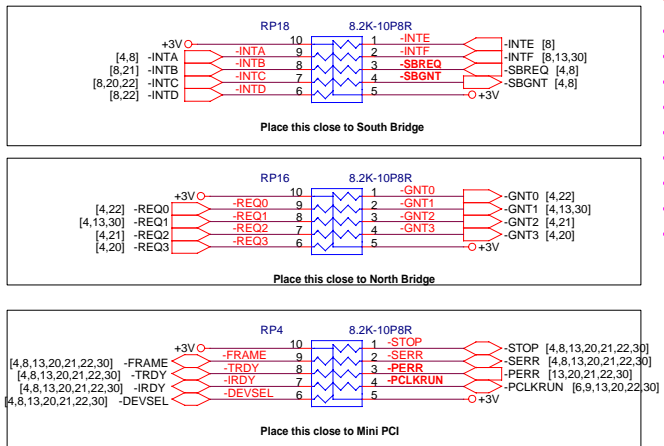 RP18 8.2K-10P8R
+3V 10 1 -INTE -INTE [8]
[4,8] -INTA -INTA 9 2 -INTF -INTF [8,13,30]
[8,21] -INTB -INTB 8 3 -SBREQ -SBREQ [4,8]
[8,20,22] -INTC -INTC 7 4 -SBGNT -SBGNT [4,8]
[8,22] -INTD -INTD 6 5 +3V
Place this close to South Bridge
RP16 8.2K-10P8R
+3V 10 1 -GNT0 -GNT0 [4,22]
[4,22] -REQ0 -REQ0 9 2 -GNT1 -GNT1 [4,13,30]
[4,13,30] -REQ1 -REQ1 8 3 -GNT2 -GNT2 [4,21]
[4,21] -REQ2 -REQ2 7 4 -GNT3 -GNT3 [4,20]
[4,20] -REQ3 -REQ3 6 5 +3V
Place this close to North Bridge
RP4 8.2K-10P8R
+3V 10 1 -STOP -STOP [4,8,13,20,21,22,30]
[4,8,13,20,21,22,30] -FRAME -FRAME 9 2 -SERR -SERR [4,8,13,20,21,22,30]
[4,8,13,20,21,22,30] -TRDY -TRDY 8 3 -PERR -PERR [13,20,21,22,30]
[4,8,13,20,21,22,30] -IRDY -IRDY 7 4 -PCLKRUN -PCLKRUN [6,9,13,20,22,30]
[4,8,13,20,21,22,30] -DEVSEL -DEVSEL 6 5 +3V
Place this close to Mini PCI